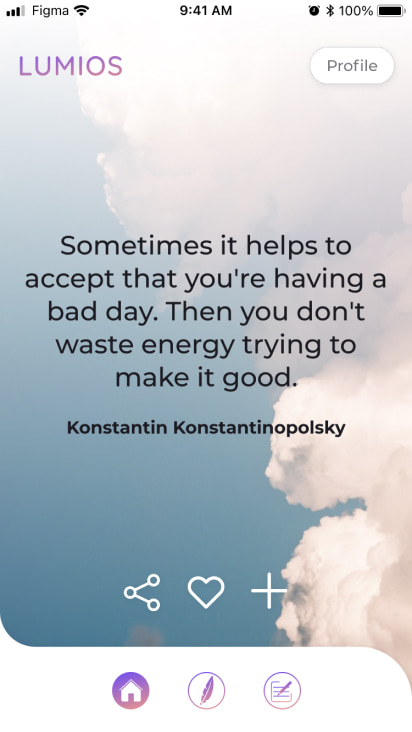 Figma 9:41 AM 100%
LUMIOS Profile
Sometimes it helps to
accept that you're having a
bad day. Then you don't
waste energy trying to
make it good.
Konstantin Konstantinopolsky